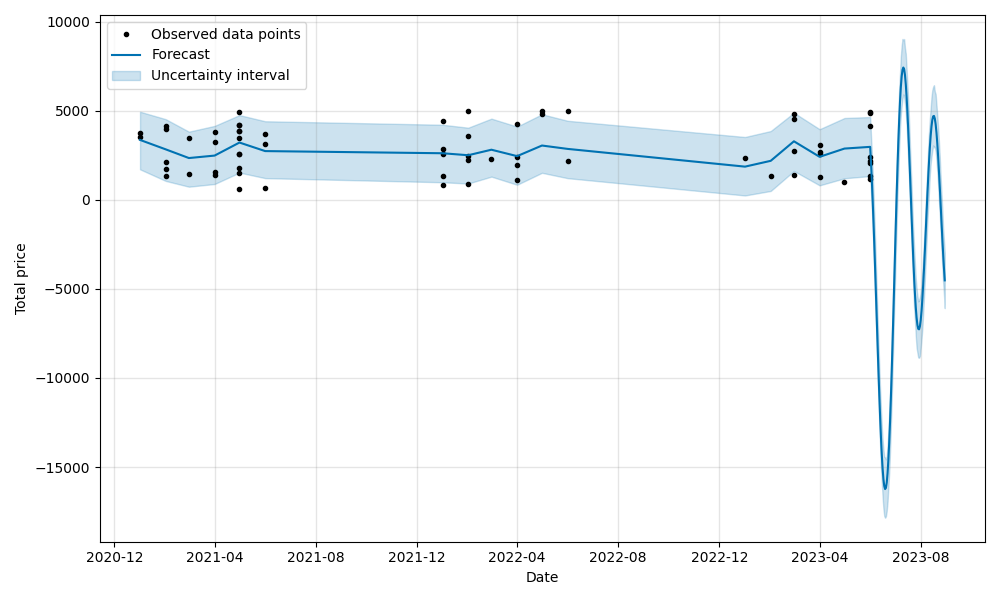 10000
5000
0
−5000
−10000
−15000
Total price
Observed data points
Forecast
Uncertainty interval
2020-12 2021-04 2021-08 2021-12 2022-04 2022-08 2022-12 2023-04 2023-08
Date